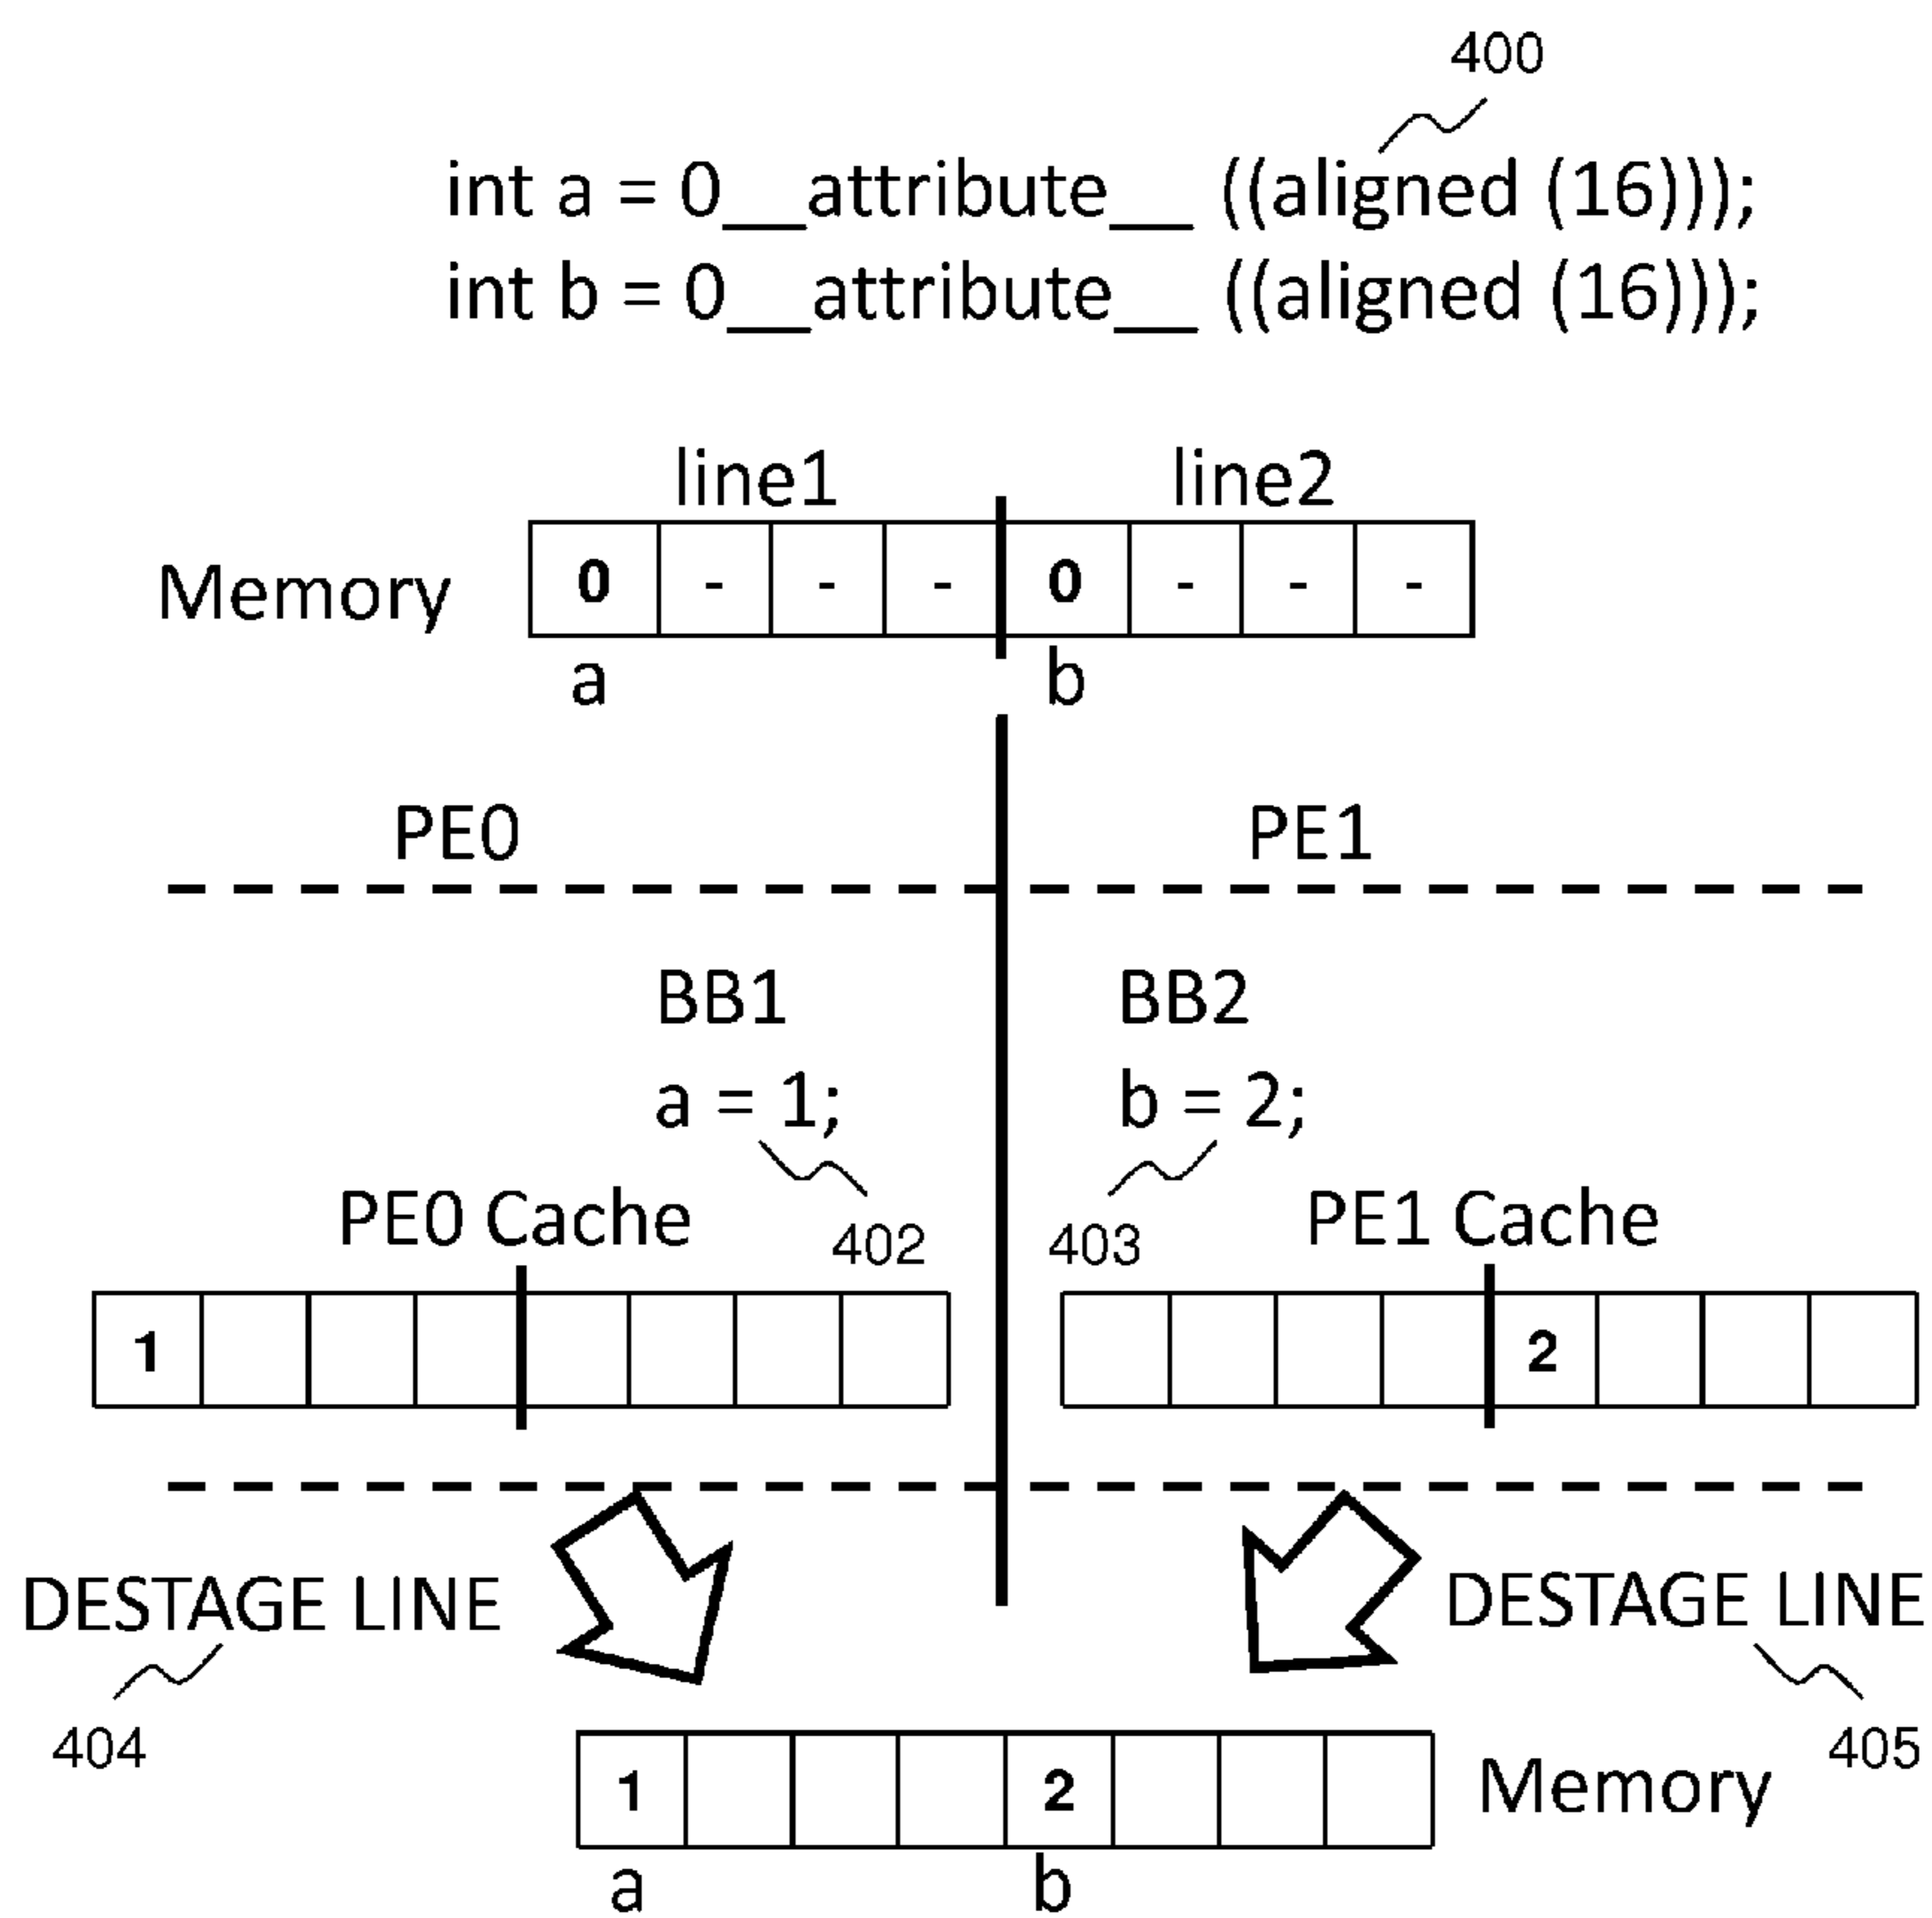 400
int a = 0__attribute__ ((aligned (16)));
int b = 0__attribute__ ((aligned (16)));
line1 line2
Memory 0 - - - 0 - - -
a b
PE0 PE1
BB1 BB2
a = 1; b = 2;
PE0 Cache 402 403 PE1 Cache
1 2
DESTAGE LINE DESTAGE LINE
404 405
1 2 Memory
a b